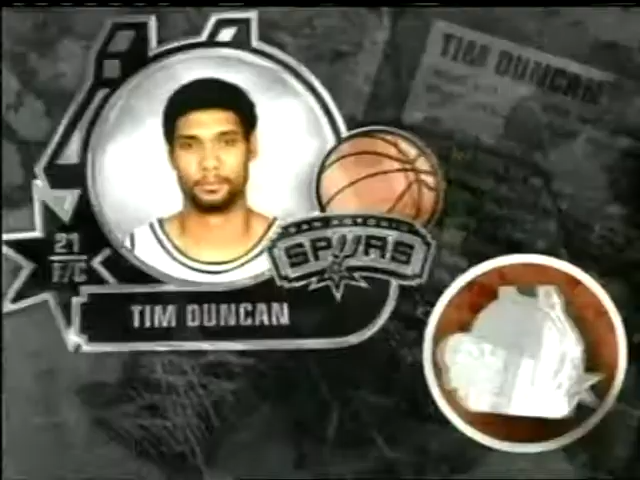 TIM DUNCAN
21
F/C
SAN ANTONIO
SPURS
TIM DUNCAN